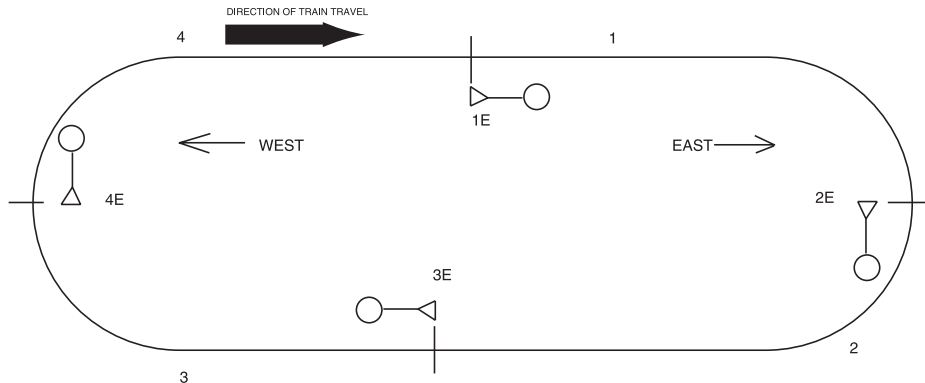 DIRECTION OF TRAIN TRAVEL
4
1
1E
WEST
EAST
4E
2E
3E
2
3